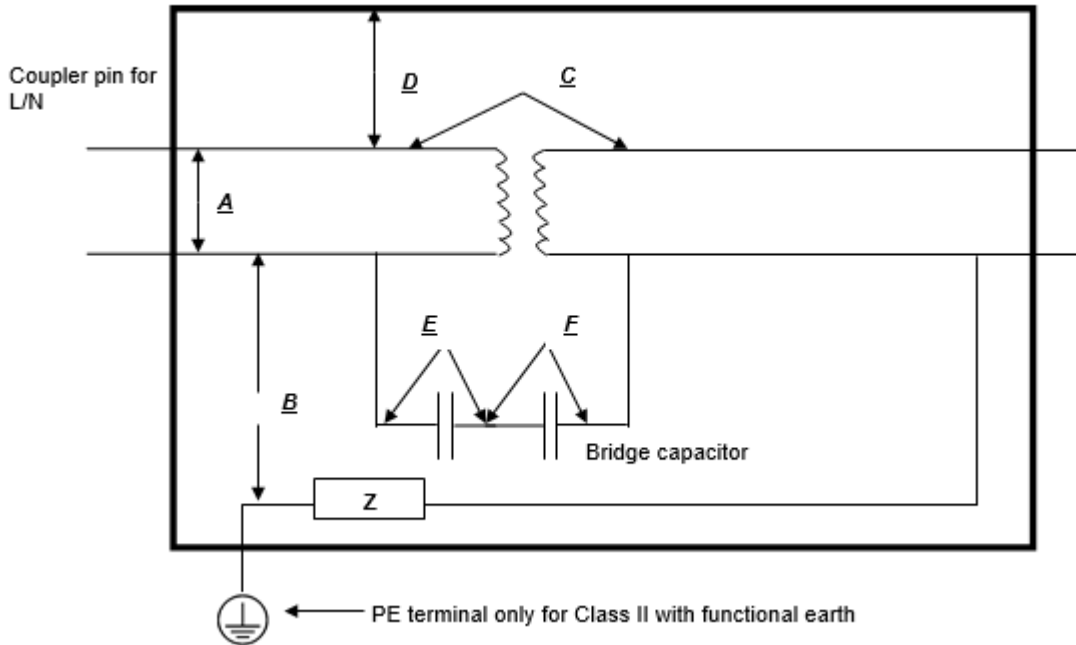 Coupler pin for
L/N
D
C
A
E
F
B
Bridge capacitor
Z
PE terminal only for Class II with functional earth